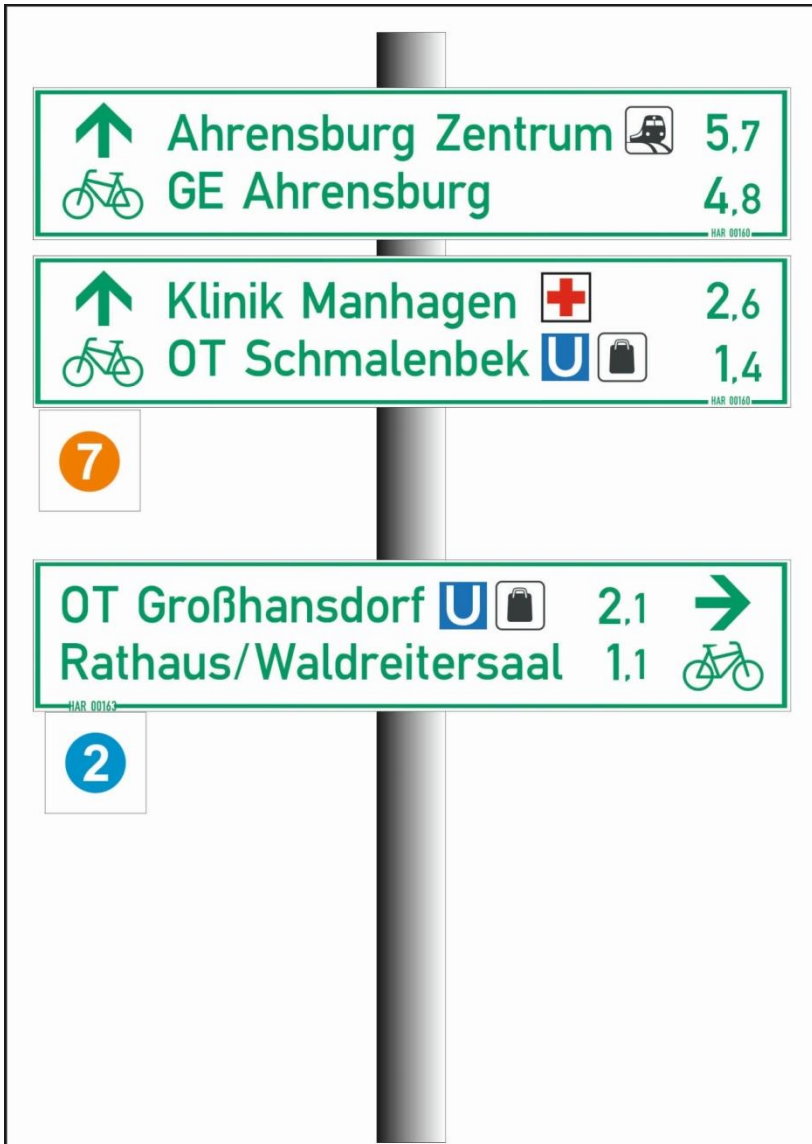 Ahrensburg Zentrum 5,7
GE Ahrensburg 4,8
HAR 00160
Klinik Manhagen 2,6
OT Schmalenbek U 1,4
HAR 00160
7
OT Großhansdorf U 2,1
Rathaus/Waldreitersaal 1,1
HAR 00163
2